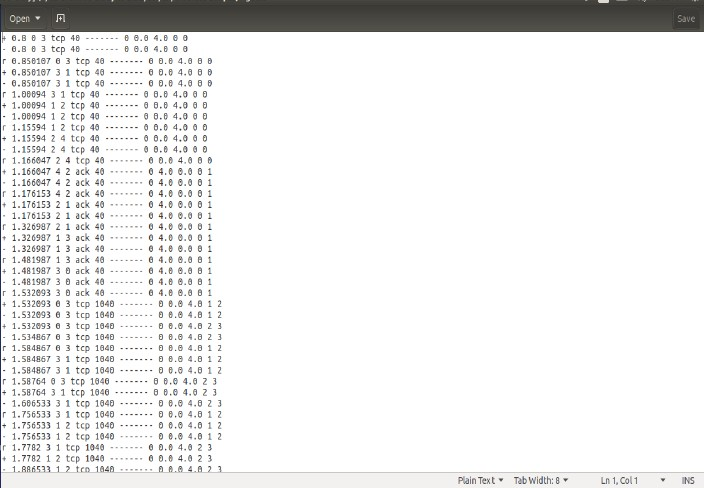 Open
Save
+ 0.8 0 3 tcp 40 ------- 0 0.0 4.0 0 0
- 0.8 0 3 tcp 40 ------- 0 0.0 4.0 0 0
r 0.850107 0 3 tcp 40 ------- 0 0.0 4.0 0 0
+ 0.850107 3 1 tcp 40 ------- 0 0.0 4.0 0 0
- 0.850107 3 1 tcp 40 ------- 0 0.0 4.0 0 0
r 1.00094 3 1 tcp 40 ------- 0 0.0 4.0 0 0
+ 1.00094 1 2 tcp 40 ------- 0 0.0 4.0 0 0
- 1.00094 1 2 tcp 40 ------- 0 0.0 4.0 0 0
r 1.15594 1 2 tcp 40 ------- 0 0.0 4.0 0 0
+ 1.15594 2 4 tcp 40 ------- 0 0.0 4.0 0 0
- 1.15594 2 4 tcp 40 ------- 0 0.0 4.0 0 0
r 1.166047 2 4 tcp 40 ------- 0 0.0 4.0 0 0
+ 1.166047 4 2 ack 40 ------- 0 4.0 0.0 0 1
- 1.166047 4 2 ack 40 ------- 0 4.0 0.0 0 1
r 1.176153 4 2 ack 40 ------- 0 4.0 0.0 0 1
+ 1.176153 2 1 ack 40 ------- 0 4.0 0.0 0 1
- 1.176153 2 1 ack 40 ------- 0 4.0 0.0 0 1
r 1.326987 2 1 ack 40 ------- 0 4.0 0.0 0 1
+ 1.326987 1 3 ack 40 ------- 0 4.0 0.0 0 1
- 1.326987 1 3 ack 40 ------- 0 4.0 0.0 0 1
r 1.481987 1 3 ack 40 ------- 0 4.0 0.0 0 1
+ 1.481987 3 0 ack 40 ------- 0 4.0 0.0 0 1
- 1.481987 3 0 ack 40 ------- 0 4.0 0.0 0 1
r 1.532093 3 0 ack 40 ------- 0 4.0 0.0 0 1
+ 1.532093 0 3 tcp 1040 ------- 0 0.0 4.0 1 2
- 1.532093 0 3 tcp 1040 ------- 0 0.0 4.0 1 2
+ 1.532093 0 3 tcp 1040 ------- 0 0.0 4.0 2 3
- 1.534867 0 3 tcp 1040 ------- 0 0.0 4.0 2 3
r 1.584867 0 3 tcp 1040 ------- 0 0.0 4.0 1 2
+ 1.584867 3 1 tcp 1040 ------- 0 0.0 4.0 1 2
- 1.584867 3 1 tcp 1040 ------- 0 0.0 4.0 1 2
r 1.58764 0 3 tcp 1040 ------- 0 0.0 4.0 2 3
+ 1.58764 3 1 tcp 1040 ------- 0 0.0 4.0 2 3
- 1.606533 3 1 tcp 1040 ------- 0 0.0 4.0 2 3
r 1.756533 3 1 tcp 1040 ------- 0 0.0 4.0 1 2
+ 1.756533 1 2 tcp 1040 ------- 0 0.0 4.0 1 2
- 1.756533 1 2 tcp 1040 ------- 0 0.0 4.0 1 2
r 1.7782 3 1 tcp 1040 ------- 0 0.0 4.0 2 3
+ 1.7782 1 2 tcp 1040 ------- 0 0.0 4.0 2 3
- 1.886533 1 2 tcp 1040 ------- 0 0.0 4.0 2 3
Plain Text Tab Width: 8 Ln 1, Col 1 INS